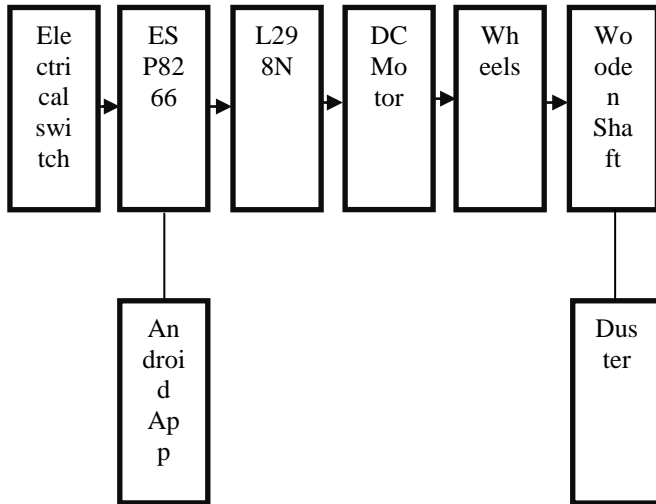 Ele
ctri
cal
swi
tch
ES
P82
66
L29
8N
DC
Mo
tor
Wh
eels
Wo
ode
n
Sha
ft
An
droi
d
Ap
p
Dus
ter